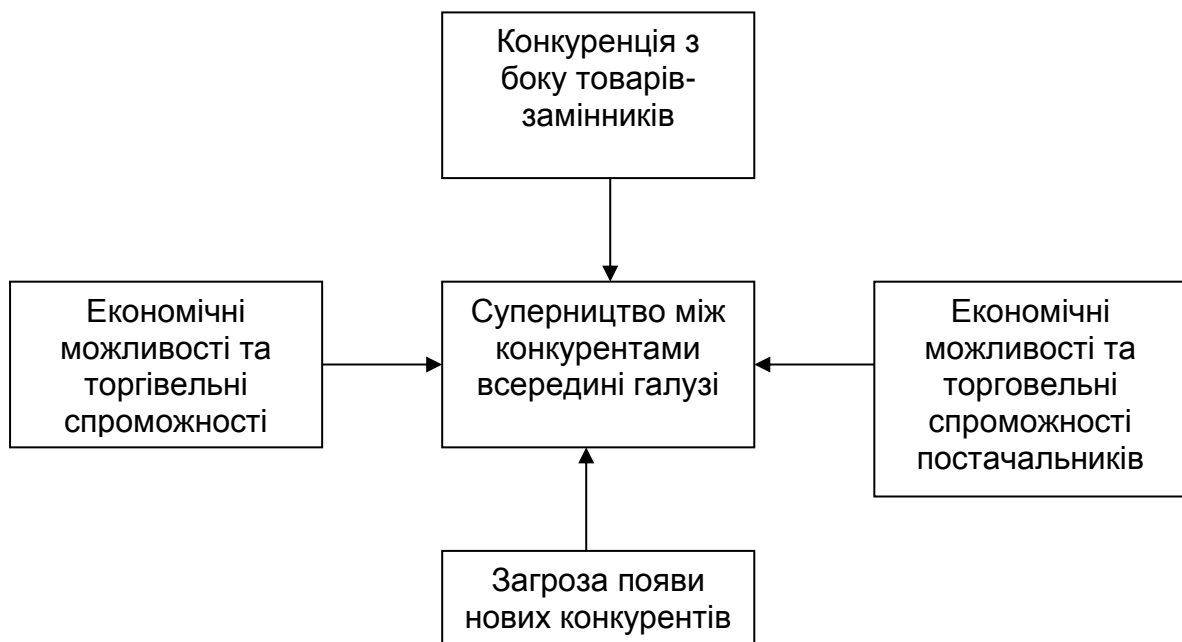 Конкуренція з
боку товарів-
замінників
Економічні
можливості та
торгівельні
спроможності
Суперництво між
конкурентами
всередині галузі
Економічні
можливості та
торговельні
спроможності
постачальників
Загроза появи
нових конкурентів